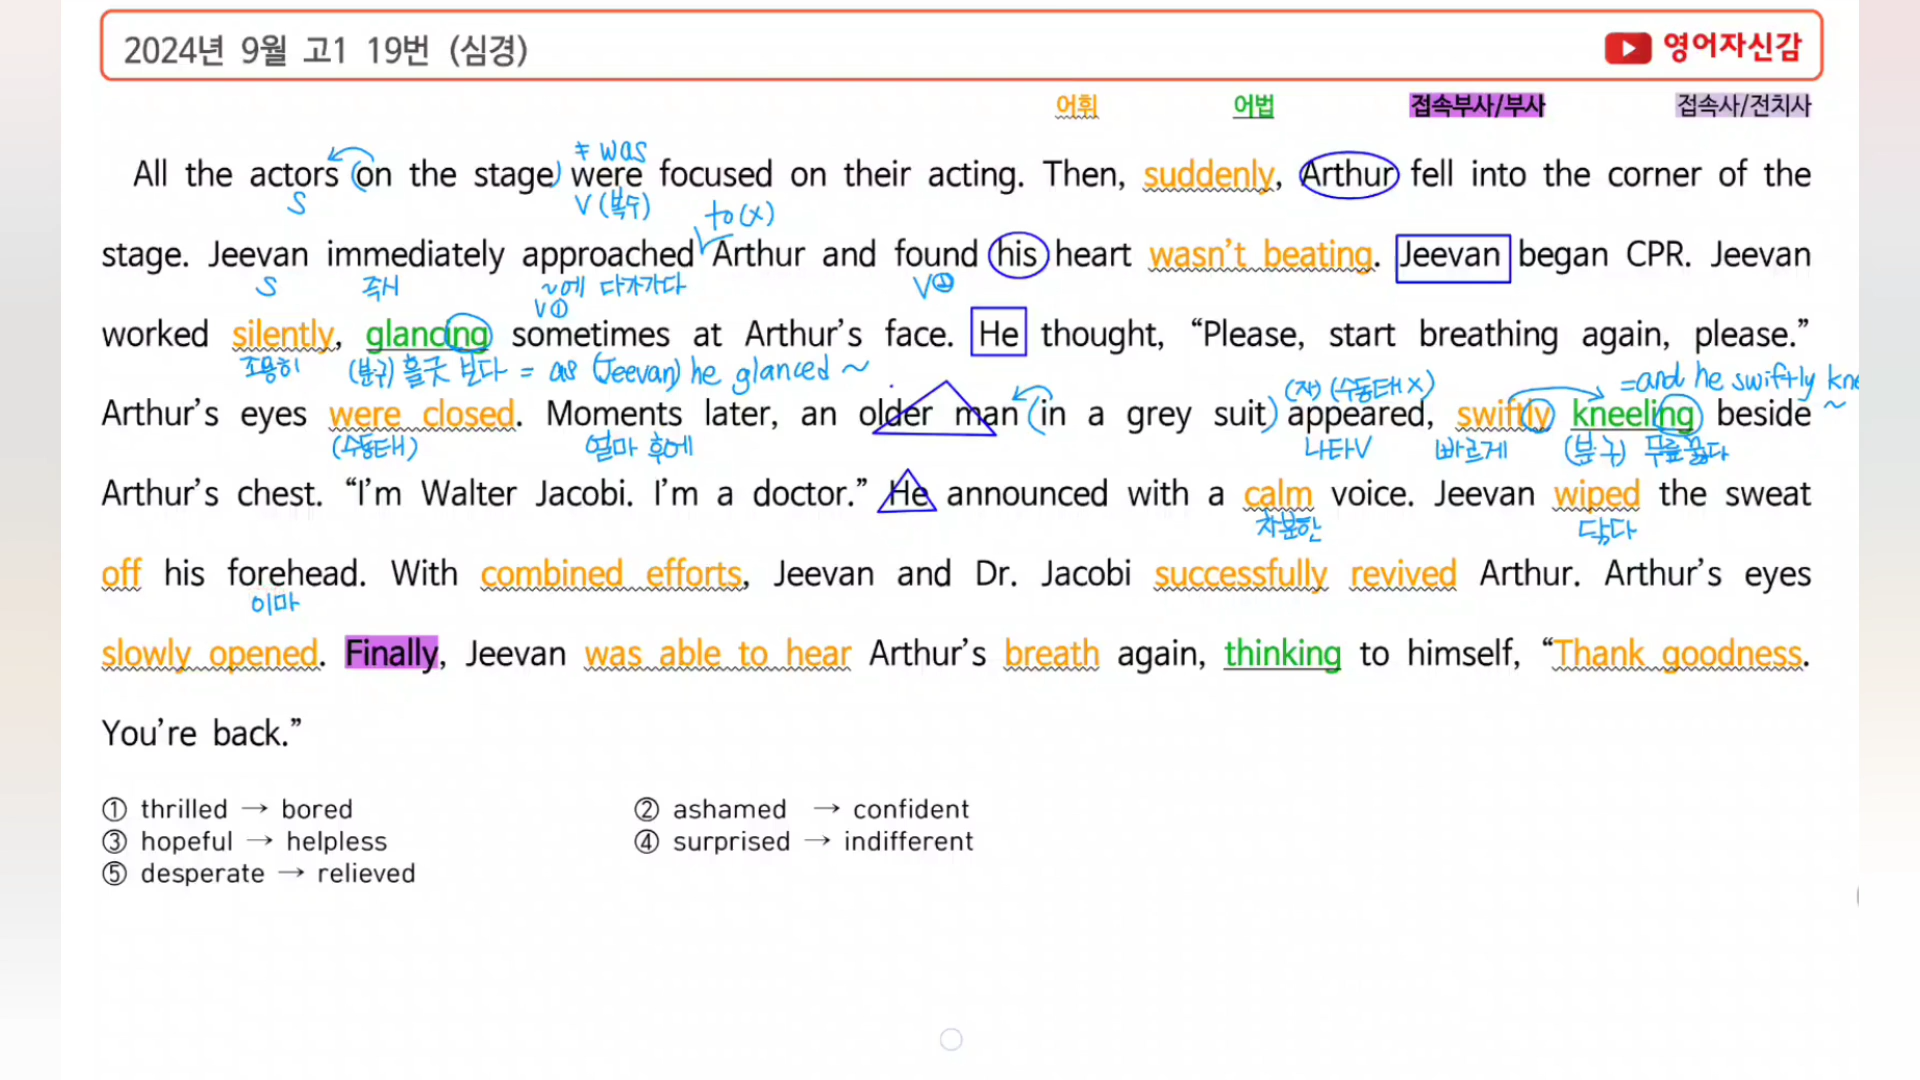 2024년 9월 고1 19번 (심경) 영어자신감
어휘 어법 접속부사/부사 접속사/전치사
≠ was
All the actors (on the stage) were focused on their acting. Then, suddenly, Arthur fell into the corner of the
S V (복수) to(x)
stage. Jeevan immediately approached Arthur and found his heart wasn't beating. Jeevan began CPR. Jeevan
S 즉시 ~에 다가가다 V②
V①
worked silently, glancing sometimes at Arthur's face. He thought, “Please, start breathing again, please.”
조용히 (분구) 흘긋 보다 = as (Jeevan) he glanced ~ (자) (수동태 X) =and he swiftly kne
Arthur's eyes were closed. Moments later, an older man (in a grey suit) appeared, swiftly kneeling beside ~
(수동태) 얼마 후에 나타V 빠르게 (분구) 무릎 꿇다
Arthur's chest. “I'm Walter Jacobi. I'm a doctor.” He announced with a calm voice. Jeevan wiped the sweat
차분한 닦다
off his forehead. With combined efforts, Jeevan and Dr. Jacobi successfully revived Arthur. Arthur's eyes
이마
slowly opened. Finally, Jeevan was able to hear Arthur's breath again, thinking to himself, “Thank goodness.
You're back.”
① thrilled → bored ② ashamed → confident
③ hopeful → helpless ④ surprised → indifferent
⑤ desperate → relieved